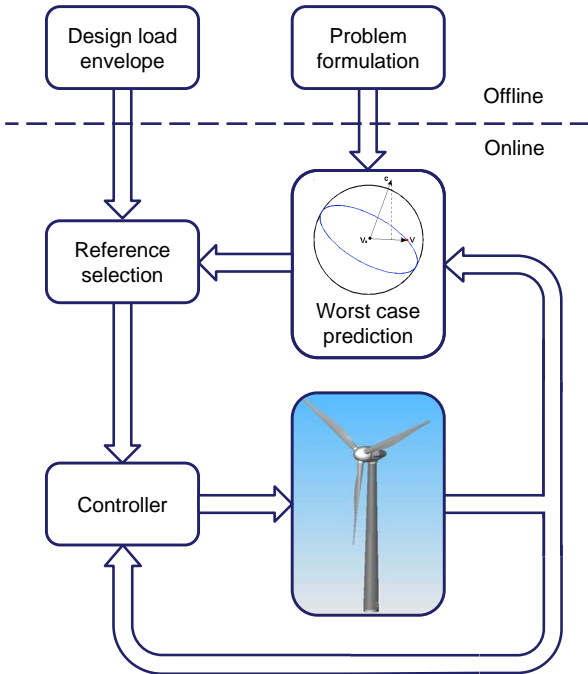 Design load
envelope
Problem
formulation
Offline
Online
c
V
V
Reference
selection
Worst case
prediction
Controller